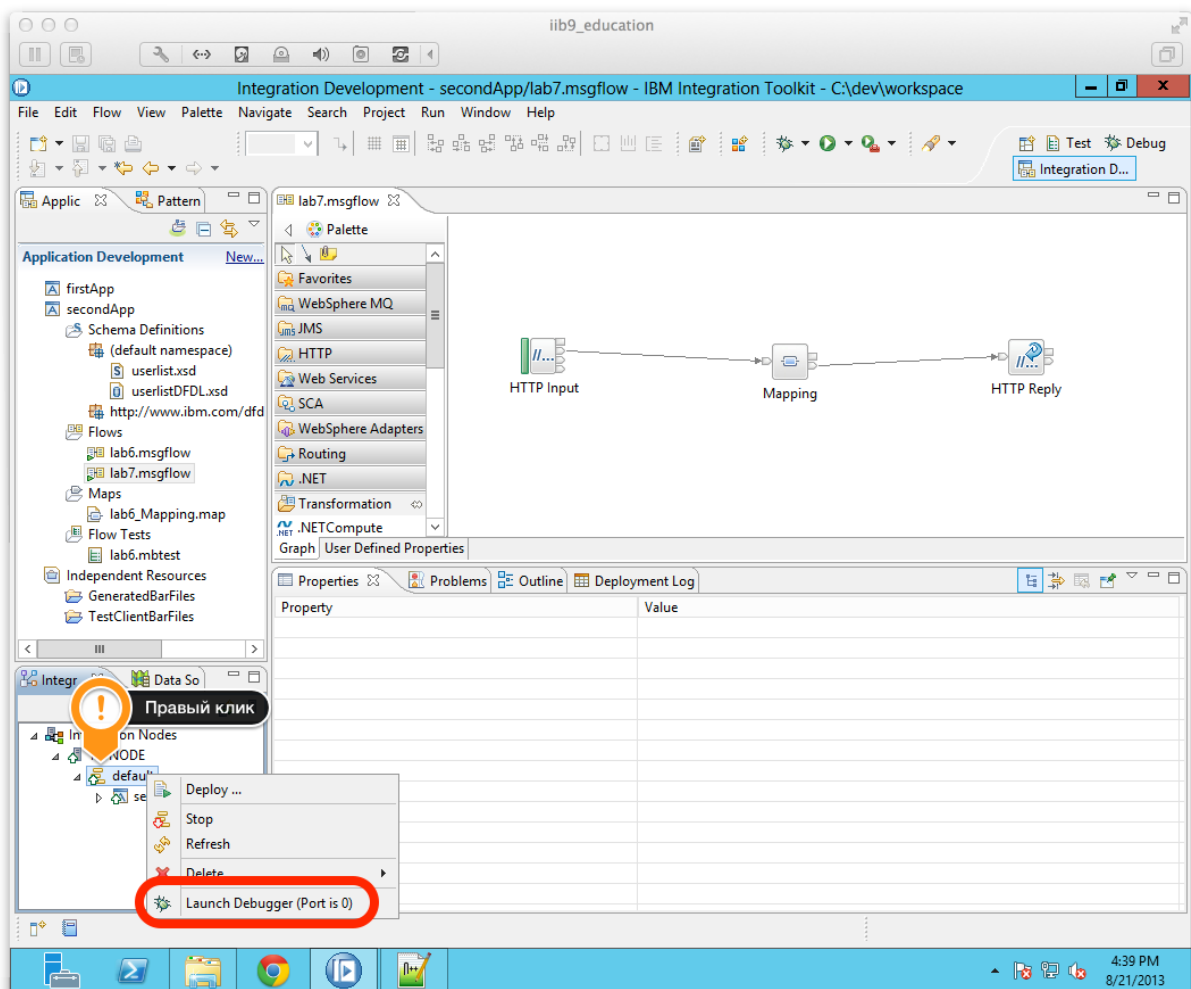 iib9_education
Integration Development - secondApp/lab7.msgflow - IBM Integration Toolkit - C:\dev\workspace
File Edit Flow View Palette Navigate Search Project Run Window Help
Test Debug
Integration D...
Applic Pattern
lab7.msgflow
Palette
Application Development New...
Favorites
firstApp
WebSphere MQ
secondApp
JMS
Schema Definitions
HTTP
(default namespace)
Web Services
userlist.xsd
SCA
userlistDFDL.xsd
WebSphere Adapters
http://www.ibm.com/dfd
Routing
Flows
.NET
lab6.msgflow
Transformation
lab7.msgflow
.NETCompute
Maps
Graph User Defined Properties
lab6_Mapping.map
Flow Tests
lab6.mbtest
Independent Resources
GeneratedBarFiles
TestClientBarFiles
HTTP Input
Mapping
HTTP Reply
Properties Problems Outline Deployment Log
Property Value
Integr Data So
Правый клик
In on Nodes
NODE
defaul
se
Deploy ...
Stop
Refresh
Delete
Launch Debugger (Port is 0)
4:39 PM
8/21/2013